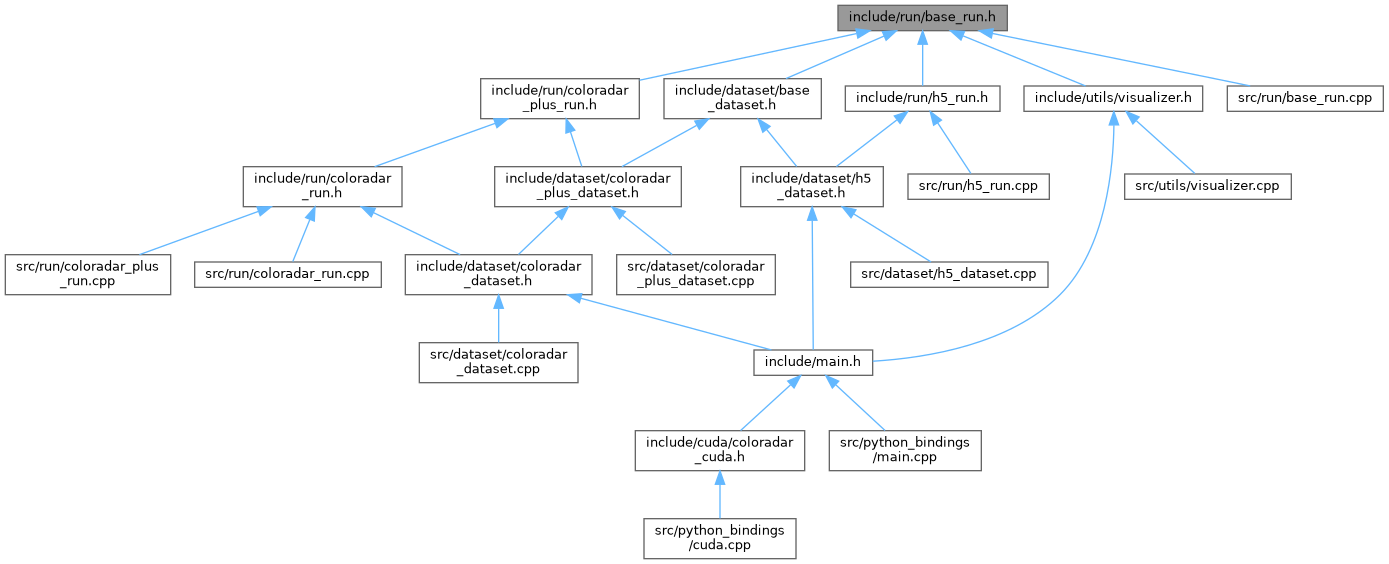 include/run/base_run.h
include/run/coloradar
_plus_run.h
include/dataset/base
_dataset.h
include/run/h5_run.h
include/utils/visualizer.h
src/run/base_run.cpp
include/run/coloradar
_run.h
include/dataset/coloradar
_plus_dataset.h
include/dataset/h5
_dataset.h
src/run/h5_run.cpp
src/utils/visualizer.cpp
src/run/coloradar_plus
_run.cpp
src/run/coloradar_run.cpp
include/dataset/coloradar
_dataset.h
src/dataset/coloradar
_plus_dataset.cpp
src/dataset/h5_dataset.cpp
src/dataset/coloradar
_dataset.cpp
include/main.h
include/cuda/coloradar
_cuda.h
src/python_bindings
/main.cpp
src/python_bindings
/cuda.cpp